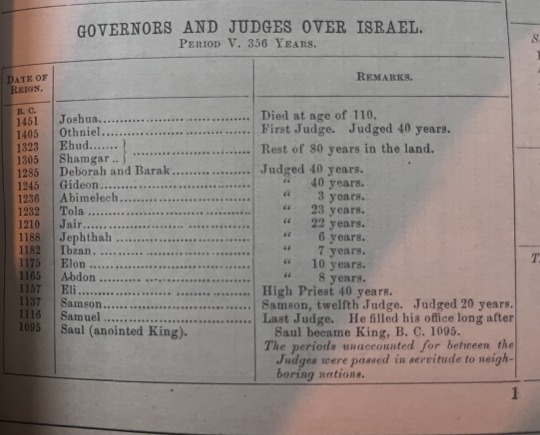 GOVERNORS AND JUDGES OVER ISRAEL.
PERIOD V. 356 YEARS.
DATE OF REIGN. REMARKS.
B. C.
1451 Joshua. Died at age of 110.
1405 Othniel First Judge. Judged 40 years.
1323 Ehud
1305 Shamgar } Rest of 80 years in the land.
1285 Deborah and Barak Judged 40 years.
1245 Gideon " 40 years.
1236 Abimelech " 3 years.
1232 Tola " 23 years.
1210 Jair " 22 years.
1188 Jephthah " 6 years.
1182 Ibzan. " 7 years.
1175 Elon " 10 years.
1165 Abdon " 8 years.
1157 Eli High Priest 40 years.
1137 Samson Samson, twelfth Judge. Judged 20 years.
1116 Samuel Last Judge. He filled his office long after
1095 Saul (anointed King). Saul became King, B. C. 1095.
The periods unaccounted for between the
Judges were passed in servitude to neigh-
boring nations.
1